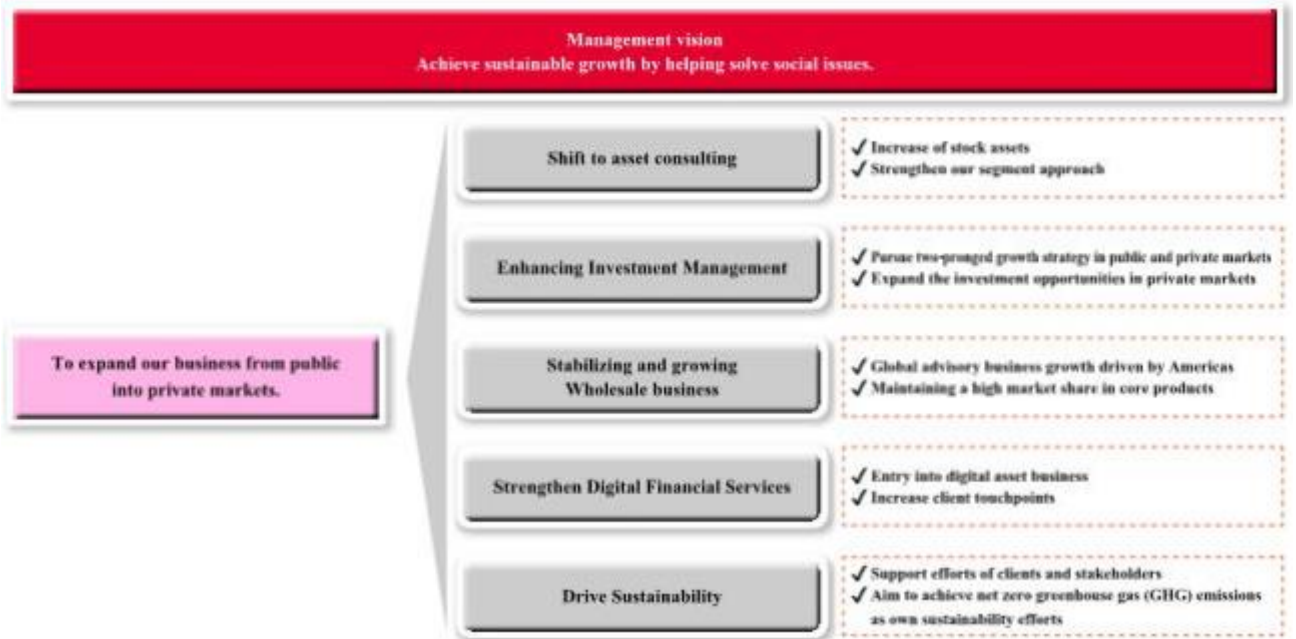 Management vision
Achieve sustainable growth by helping solve social issues.
Shift to asset consulting
✓ Increase of stock assets
✓ Strengthen our segment approach
Enhancing Investment Management
✓ Pursue two-pronged growth strategy in public and private markets
✓ Expand the investment opportunities in private markets
To expand our business from public
into private markets.
Stabilizing and growing
Wholesale business
✓ Global advisory business growth driven by Americas
✓ Maintaining a high market share in core products
Strengthen Digital Financial Services
✓ Entry into digital asset business
✓ Increase client touchpoints
Drive Sustainability
✓ Support efforts of clients and stakeholders
✓ Aim to achieve net zero greenhouse gas (GHG) emissions
as own sustainability efforts